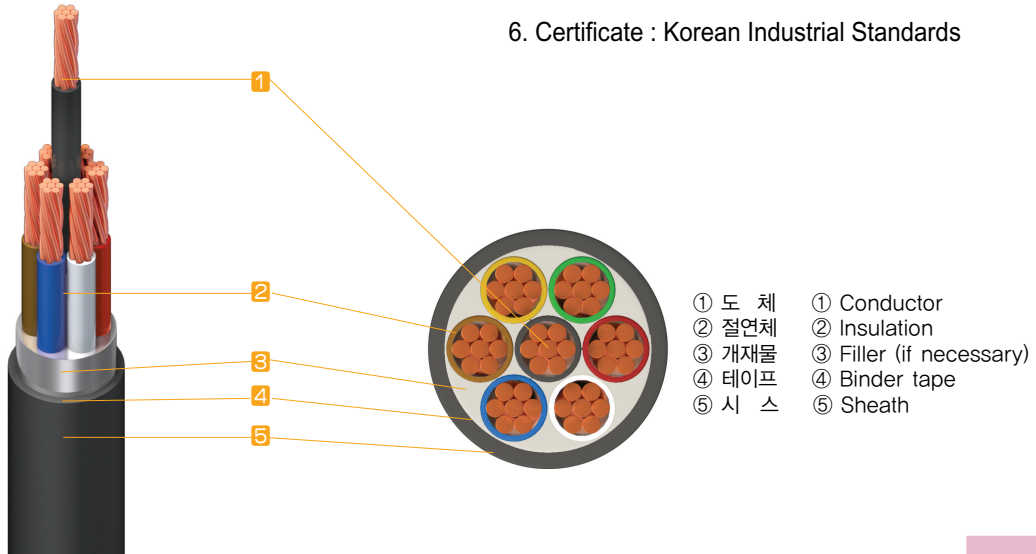 6. Certificate : Korean Industrial Standards
1
2
3
4
5
① 도 체 ① Conductor
② 절연체 ② Insulation
③ 개재물 ③ Filler (if necessary)
④ 테이프 ④ Binder tape
⑤ 시 스 ⑤ Sheath